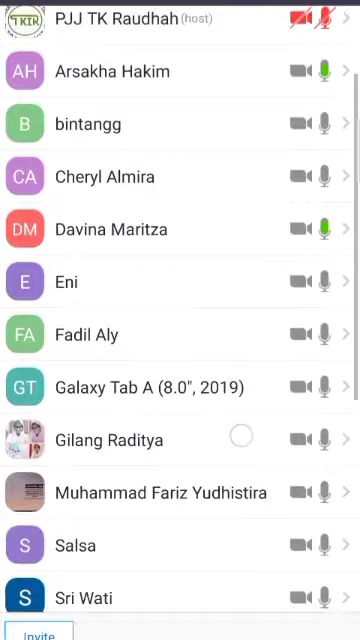 TKIK
PJJ TK Raudhah (host)
AH Arsakha Hakim
B bintangg
CA Cheryl Almira
DM Davina Maritza
E Eni
FA Fadil Aly
GT Galaxy Tab A (8.0", 2019)
Gilang Raditya
Muhammad Fariz Yudhistira
S Salsa
S Sri Wati
Invite